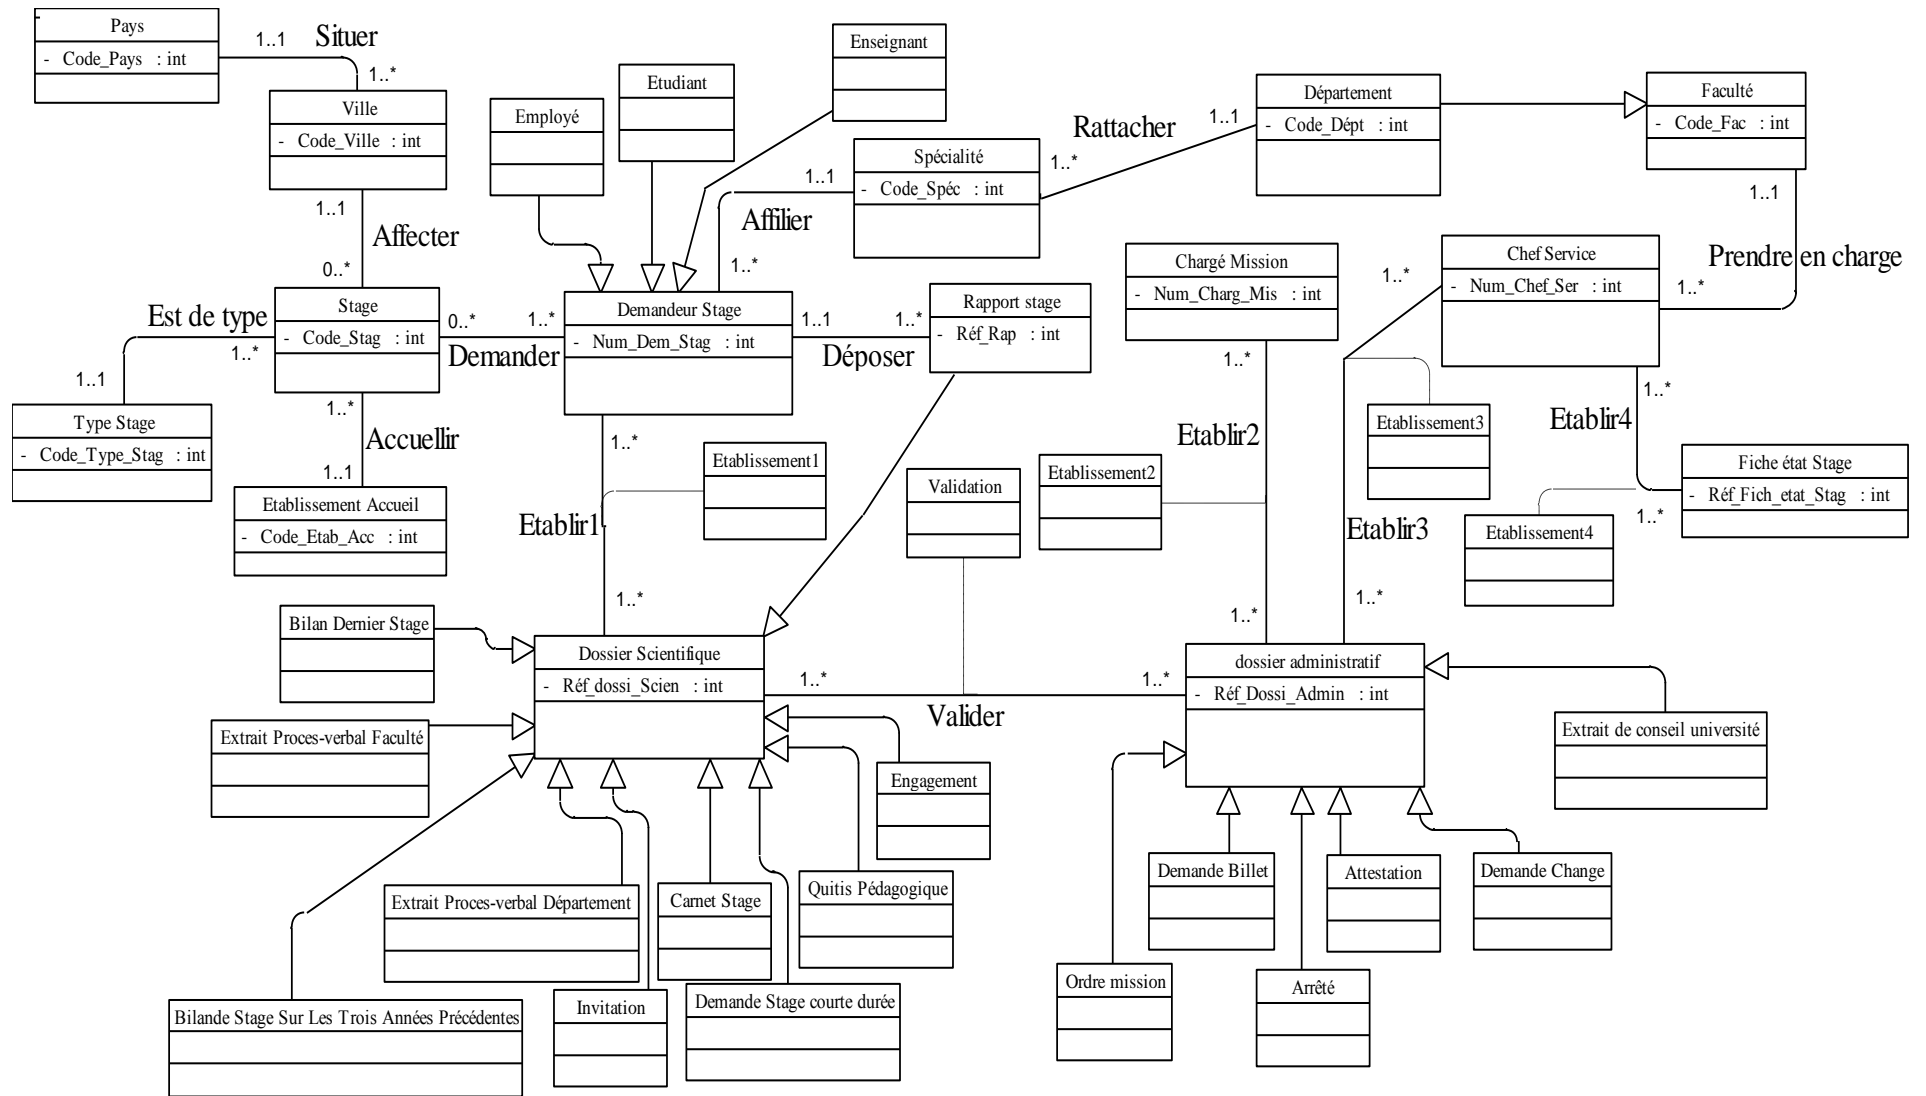 Pays
- Code_Pays : int
1..1
Situer
1..*
Ville
- Code_Ville : int
1..1
Affecter
0..*
Employé
Etudiant
Enseignant
Spécialité
- Code_Spéc : int
1..1
Affilier
1..*
Rattacher
1..*
1..1
Département
- Code_Dépt : int
Faculté
- Code_Fac : int
1..1
Prendre en charge
1..*
Chef Service
- Num_Chef_Ser : int
1..*
Chargé Mission
- Num_Charg_Mis : int
1..*
Rapport stage
- Réf_Rap : int
1..1
1..*
Déposer
Demandeur Stage
- Num_Dem_Stag : int
0..*
1..*
Demander
Stage
- Code_Stag : int
Est de type
1..*
1..1
Type Stage
- Code_Type_Stag : int
1..*
Accuellir
1..1
Etablissement Accueil
- Code_Etab_Acc : int
1..*
Etablissement1
Etablir1
1..*
Validation
Etablissement2
Etablir2
1..*
Etablissement3
Etablir3
1..*
Etablir4
Fiche état Stage
- Réf_Fich_etat_Stag : int
1..*
Etablissement4
Bilan Dernier Stage
Dossier Scientifique
- Réf_dossi_Scien : int
1..*
1..*
Valider
dossier administratif
- Réf_Dossi_Admin : int
Extrait de conseil université
Extrait Proces-verbal Faculté
Engagement
Quitis Pédagogique
Carnet Stage
Extrait Proces-verbal Département
Demande Billet
Attestation
Demande Change
Ordre mission
Arrêté
Demande Stage courte durée
Invitation
Bilande Stage Sur Les Trois Années Précédentes